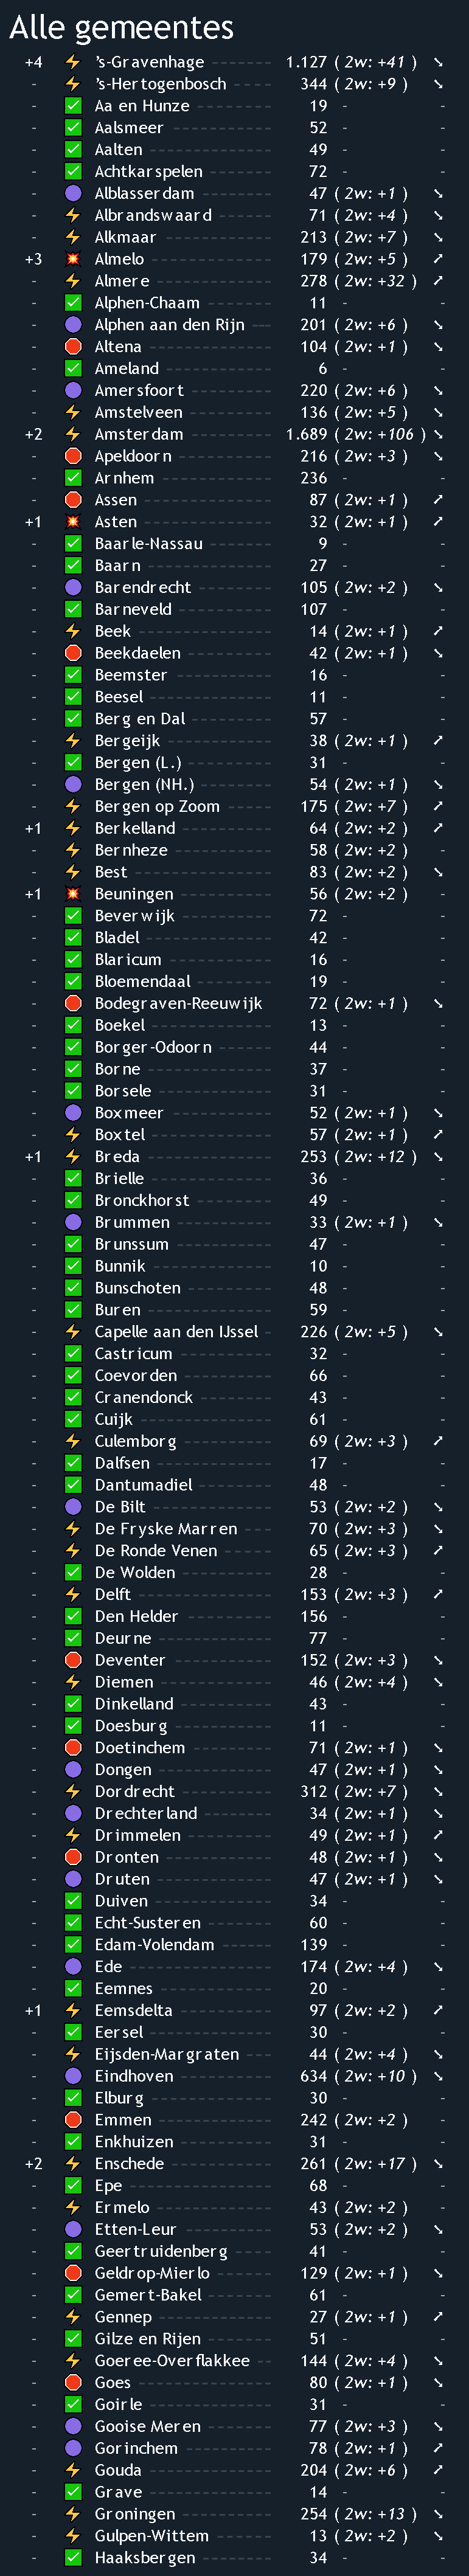 Alle gemeentes
+4 ⚡ 's-Gravenhage 1.127 ( 2w: +41 ) ↘
- ⚡ 's-Hertogenbosch 344 ( 2w: +9 ) ↘
- ✅ Aa en Hunze 19 - -
- ✅ Aalsmeer 52 - -
- ✅ Aalten 49 - -
- ✅ Achtkarspelen 72 - -
- 🟣 Alblasserdam 47 ( 2w: +1 ) ↘
- ⚡ Albrandswaard 71 ( 2w: +4 ) ↘
- ⚡ Alkmaar 213 ( 2w: +7 ) ↘
+3 💥 Almelo 179 ( 2w: +5 ) ↗
- ⚡ Almere 278 ( 2w: +32 ) ↗
- ✅ Alphen-Chaam 11 - -
- 🟣 Alphen aan den Rijn 201 ( 2w: +6 ) ↘
- 🛑 Altena 104 ( 2w: +1 ) ↘
- ✅ Ameland 6 - -
- 🟣 Amersfoort 220 ( 2w: +6 ) ↘
- ⚡ Amstelveen 136 ( 2w: +5 ) ↘
+2 ⚡ Amsterdam 1.689 ( 2w: +106 ) ↘
- 🛑 Apeldoorn 216 ( 2w: +3 ) ↘
- ✅ Arnhem 236 - -
- 🛑 Assen 87 ( 2w: +1 ) ↗
+1 💥 Asten 32 ( 2w: +1 ) ↗
- ✅ Baarle-Nassau 9 - -
- ✅ Baarn 27 - -
- 🟣 Barendrecht 105 ( 2w: +2 ) ↘
- ✅ Barneveld 107 - -
- ⚡ Beek 14 ( 2w: +1 ) ↗
- 🛑 Beekdaelen 42 ( 2w: +1 ) ↘
- ✅ Beemster 16 - -
- ✅ Beesel 11 - -
- ✅ Berg en Dal 57 - -
- ⚡ Bergeijk 38 ( 2w: +1 ) ↗
- ✅ Bergen (L.) 31 - -
- 🟣 Bergen (NH.) 54 ( 2w: +1 ) ↘
- ⚡ Bergen op Zoom 175 ( 2w: +7 ) ↗
+1 ⚡ Berkelland 64 ( 2w: +2 ) ↗
- ⚡ Bernheze 58 ( 2w: +2 ) -
- ⚡ Best 83 ( 2w: +2 ) ↘
+1 💥 Beuningen 56 ( 2w: +2 ) -
- ✅ Beverwijk 72 - -
- ✅ Bladel 42 - -
- ✅ Blaricum 16 - -
- ✅ Bloemendaal 19 - -
- 🛑 Bodegraven-Reeuwijk 72 ( 2w: +1 ) ↘
- ✅ Boekel 13 - -
- ✅ Borger-Odoorn 44 - -
- ✅ Borne 37 - -
- ✅ Borsele 31 - -
- 🟣 Boxmeer 52 ( 2w: +1 ) ↘
- ⚡ Boxtel 57 ( 2w: +1 ) ↗
+1 ⚡ Breda 253 ( 2w: +12 ) ↘
- ✅ Brielle 36 - -
- ✅ Bronckhorst 49 - -
- 🟣 Brummen 33 ( 2w: +1 ) ↘
- ✅ Brunssum 47 - -
- ✅ Bunnik 10 - -
- ✅ Bunschoten 48 - -
- ✅ Buren 59 - -
- ⚡ Capelle aan den IJssel 226 ( 2w: +5 ) ↘
- ✅ Castricum 32 - -
- ✅ Coevorden 66 - -
- ✅ Cranendonck 43 - -
- ✅ Cuijk 61 - -
- ⚡ Culemborg 69 ( 2w: +3 ) ↗
- ✅ Dalfsen 17 - -
- ✅ Dantumadiel 48 - -
- 🟣 De Bilt 53 ( 2w: +2 ) ↘
- ⚡ De Fryske Marren 70 ( 2w: +3 ) ↘
- ⚡ De Ronde Venen 65 ( 2w: +3 ) ↗
- ✅ De Wolden 28 - -
- ⚡ Delft 153 ( 2w: +3 ) ↗
- ✅ Den Helder 156 - -
- ✅ Deurne 77 - -
- 🛑 Deventer 152 ( 2w: +3 ) ↘
- ⚡ Diemen 46 ( 2w: +4 ) ↘
- ✅ Dinkelland 43 - -
- ✅ Doesburg 11 - -
- 🛑 Doetinchem 71 ( 2w: +1 ) ↘
- 🟣 Dongen 47 ( 2w: +1 ) ↘
- ⚡ Dordrecht 312 ( 2w: +7 ) ↘
- 🟣 Drechterland 34 ( 2w: +1 ) ↘
- ⚡ Drimmelen 49 ( 2w: +1 ) ↗
- 🛑 Dronten 48 ( 2w: +1 ) ↘
- 🟣 Druten 47 ( 2w: +1 ) ↘
- ✅ Duiven 34 - -
- ✅ Echt-Susteren 60 - -
- ✅ Edam-Volendam 139 - -
- 🟣 Ede 174 ( 2w: +4 ) ↘
- ✅ Eemnes 20 - -
+1 ⚡ Eemsdelta 97 ( 2w: +2 ) ↗
- ✅ Eersel 30 - -
- ⚡ Eijsden-Margraten 44 ( 2w: +4 ) ↘
- 🟣 Eindhoven 634 ( 2w: +10 ) ↘
- ✅ Elburg 30 - -
- 🛑 Emmen 242 ( 2w: +2 ) -
- ✅ Enkhuizen 31 - -
+2 ⚡ Enschede 261 ( 2w: +17 ) ↘
- ✅ Epe 68 - -
- ⚡ Ermelo 43 ( 2w: +2 ) -
- 🟣 Etten-Leur 53 ( 2w: +2 ) ↘
- ✅ Geertruidenberg 41 - -
- 🛑 Geldrop-Mierlo 129 ( 2w: +1 ) ↘
- ✅ Gemert-Bakel 61 - -
- ⚡ Gennep 27 ( 2w: +1 ) ↗
- ✅ Gilze en Rijen 51 - -
- ⚡ Goeree-Overflakkee 144 ( 2w: +4 ) ↘
- 🛑 Goes 80 ( 2w: +1 ) ↘
- ✅ Goirle 31 - -
- 🟣 Gooise Meren 77 ( 2w: +3 ) ↘
- 🟣 Gorinchem 78 ( 2w: +1 ) ↗
- ⚡ Gouda 204 ( 2w: +6 ) ↗
- ✅ Grave 14 - -
- ⚡ Groningen 254 ( 2w: +13 ) ↘
- ⚡ Gulpen-Wittem 13 ( 2w: +2 ) ↘
- ✅ Haaksbergen 34 - -